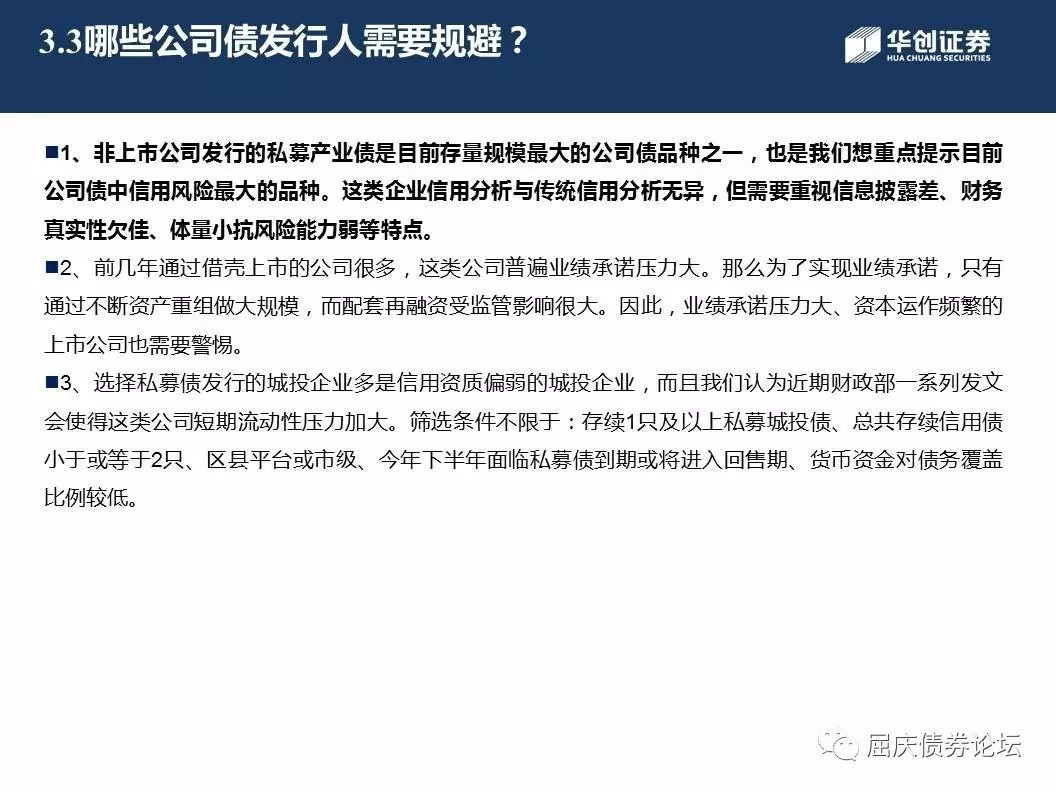 3.3哪些公司债发行人需要规避？
华创证券
HUA CHUANG SECURITIES
■1、非上市公司发行的私募产业债是目前存量规模最大的公司债品种之一，也是我们想重点提示目前
公司债中信用风险最大的品种。这类企业信用分析与传统信用分析无异，但需要重视信息披露差、财务
真实性欠佳、体量小抗风险能力弱等特点。
■2、前几年通过借壳上市的公司很多，这类公司普遍业绩承诺压力大。那么为了实现业绩承诺，只有
通过不断资产重组做大规模，而配套再融资受监管影响很大。因此，业绩承诺压力大、资本运作频繁的
上市公司也需要警惕。
■3、选择私募债发行的城投企业多是信用资质偏弱的城投企业，而且我们认为近期财政部一系列发文
会使得这类公司短期流动性压力加大。筛选条件不限于：存续1只及以上私募城投债、总共存续信用债
小于或等于2只、区县平台或市级、今年下半年面临私募债到期或将进入回售期、货币资金对债务覆盖
比例较低。
屈庆债券论坛